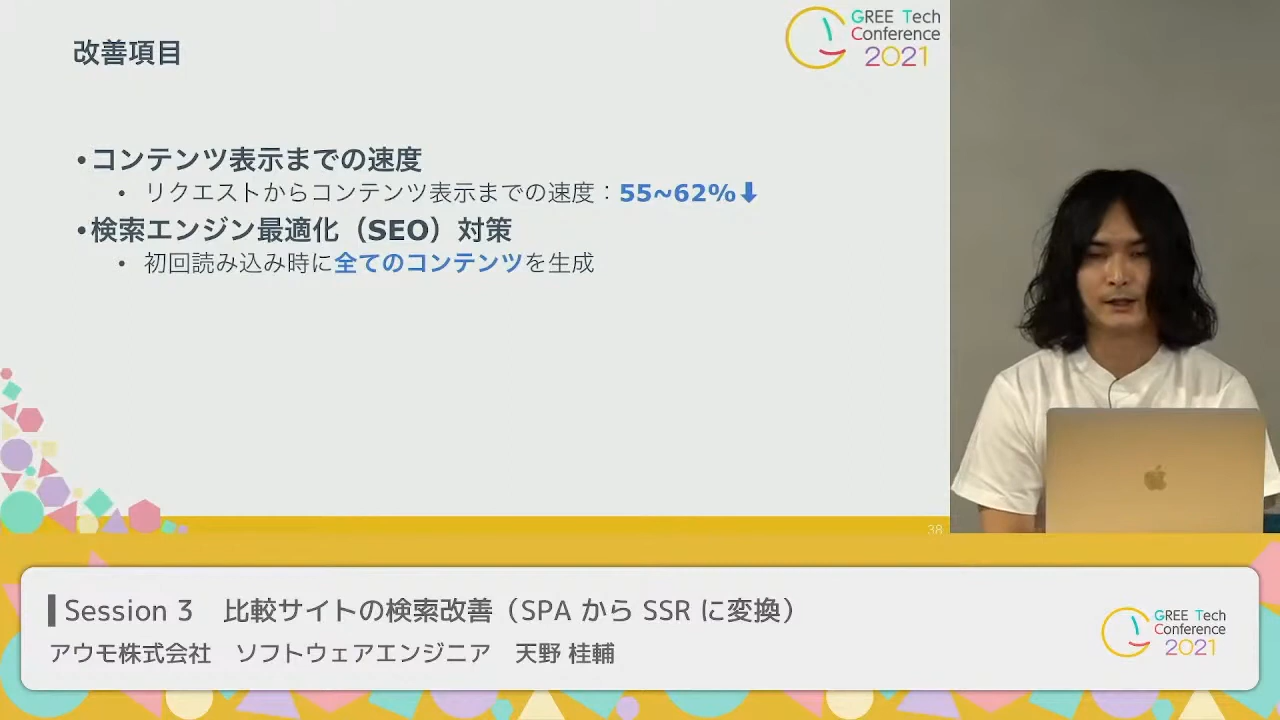 改善項目
GREE Tech
Conference
2021
•コンテンツ表示までの速度
• リクエストからコンテンツ表示までの速度：55~62%⬇
•検索エンジン最適化（SEO）対策
• 初回読み込み時に全てのコンテンツを生成
38
Session 3　比較サイトの検索改善（SPA から SSR に変換）
アウモ株式会社　ソフトウェアエンジニア　天野 桂輔
GREE Tech
Conference
2021